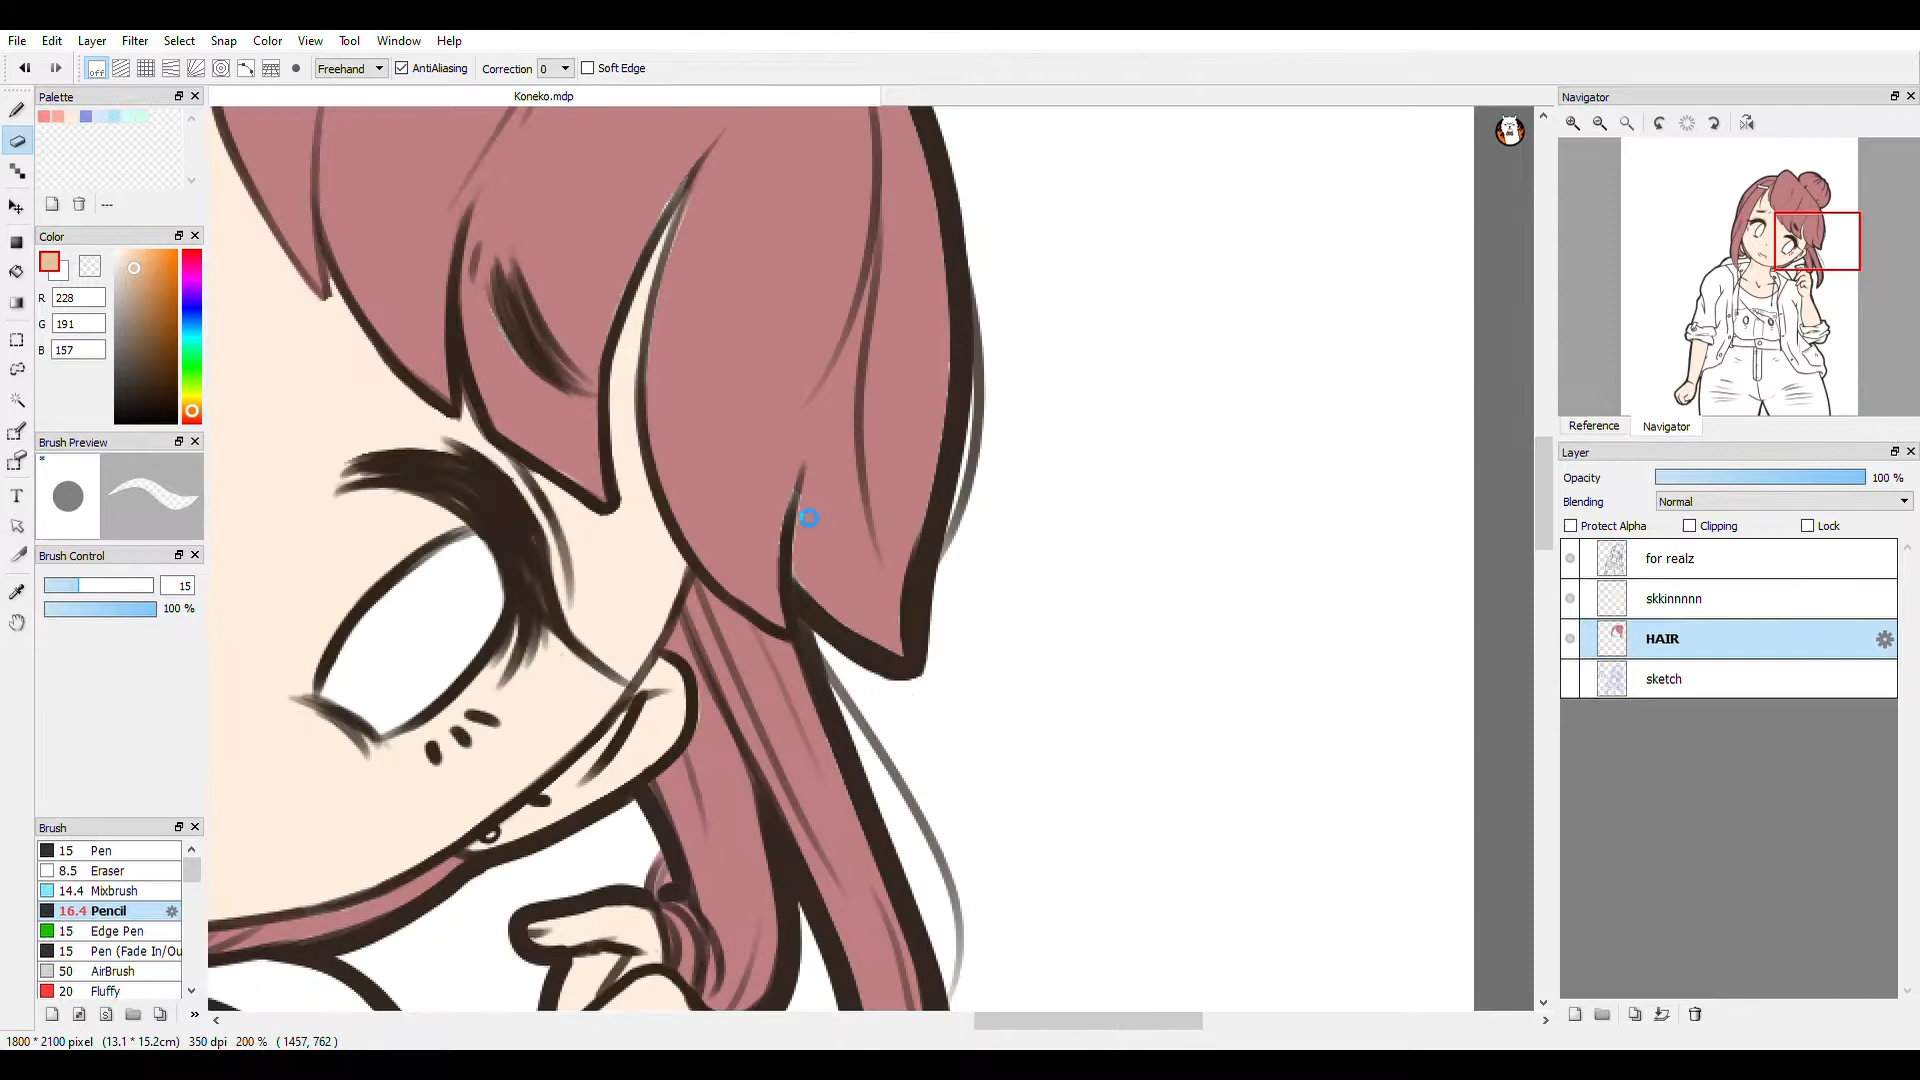 File Edit Layer Filter Select Snap Color View Tool Window Help
off Freehand AntiAliasing Correction 0 Soft Edge
Palette
Koneko.mdp
Navigator
---
Color
R 228
G 191
B 157
Brush Preview
*
Brush Control
15
100 %
Brush
15 Pen
8.5 Eraser
14.4 Mixbrush
16.4 Pencil
15 Edge Pen
15 Pen (Fade In/Ou
50 AirBrush
20 Fluffy
Reference Navigator
Layer
Opacity 100 %
Blending Normal
Protect Alpha Clipping Lock
for realz
skkinnnnn
HAIR
sketch
1800 * 2100 pixel (13.1 * 15.2cm) 350 dpi 200 % ( 1457, 762 )